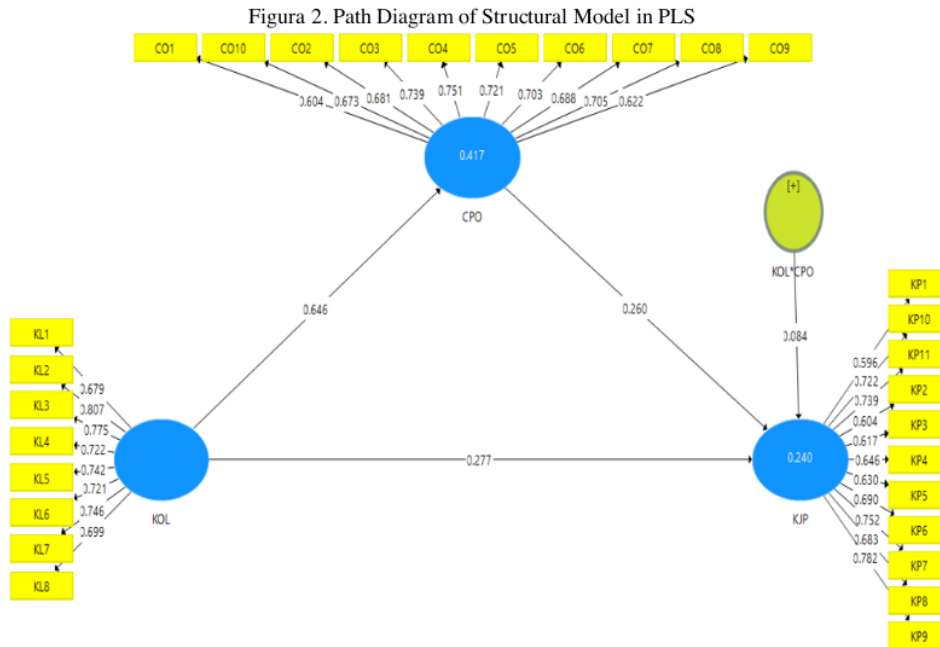 Figura 2. Path Diagram of Structural Model in PLS
CO1 CO10 CO2 CO3 CO4 CO5 CO6 CO7 CO8 CO9
0.604 0.673 0.681 0.739 0.751 0.721 0.703 0.688 0.705 0.622
0.417
CPO
[+]
KOL*CPO
0.646
0.260
0.084
KL1
KL2
KL3
KL4
KL5
KL6
KL7
KL8
0.679
0.807
0.775
0.722
0.742
0.721
0.746
0.699
KOL
0.277
0.240
KJP
0.596
0.722
0.739
0.604
0.617
0.646
0.630
0.690
0.752
0.683
0.782
KP1
KP10
KP11
KP2
KP3
KP4
KP5
KP6
KP7
KP8
KP9